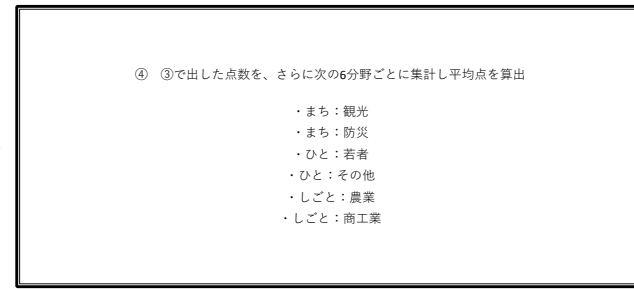 ④　③で出した点数を、さらに次の6分野ごとに集計し平均点を算出
・まち：観光
・まち：防災
・ひと：若者
・ひと：その他
・しごと：農業
・しごと：商工業